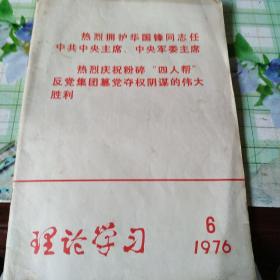 热烈拥护华国锋同志任
中共中央主席、中央军委主席
热烈庆祝粉碎“四人帮”
反党集团篡党夺权阴谋的伟大
胜利
理论学习
6
1976